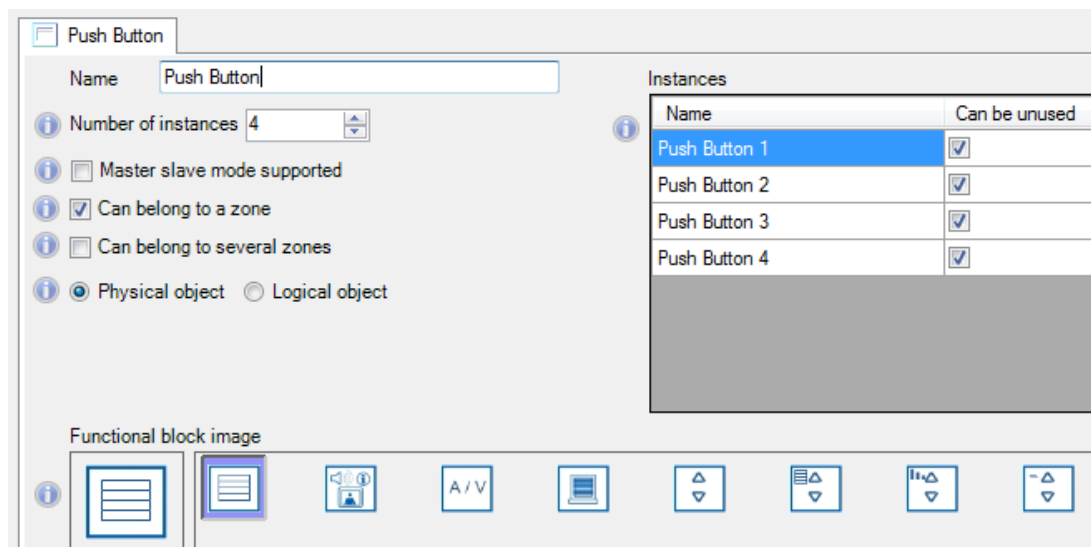 Push Button
Name Push Button
Number of instances 4
Master slave mode supported
Can belong to a zone
Can belong to several zones
Physical object Logical object
Instances
Name Can be unused
Push Button 1
Push Button 2
Push Button 3
Push Button 4
Functional block image
A / V